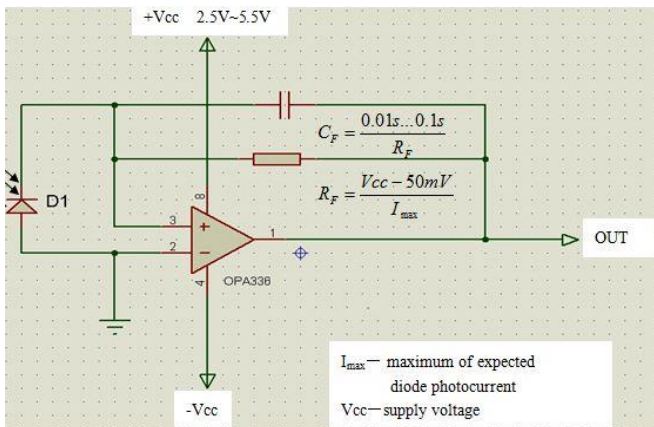 +Vcc 2.5V~5.5V
C_F = 0.01s...0.1s / R_F
R_F = Vcc − 50mV / I_max
D1
8
3
+
1
2
−
4
OUT
OPA336
-Vcc
I_max— maximum of expected
diode photocurrent
Vcc—supply voltage